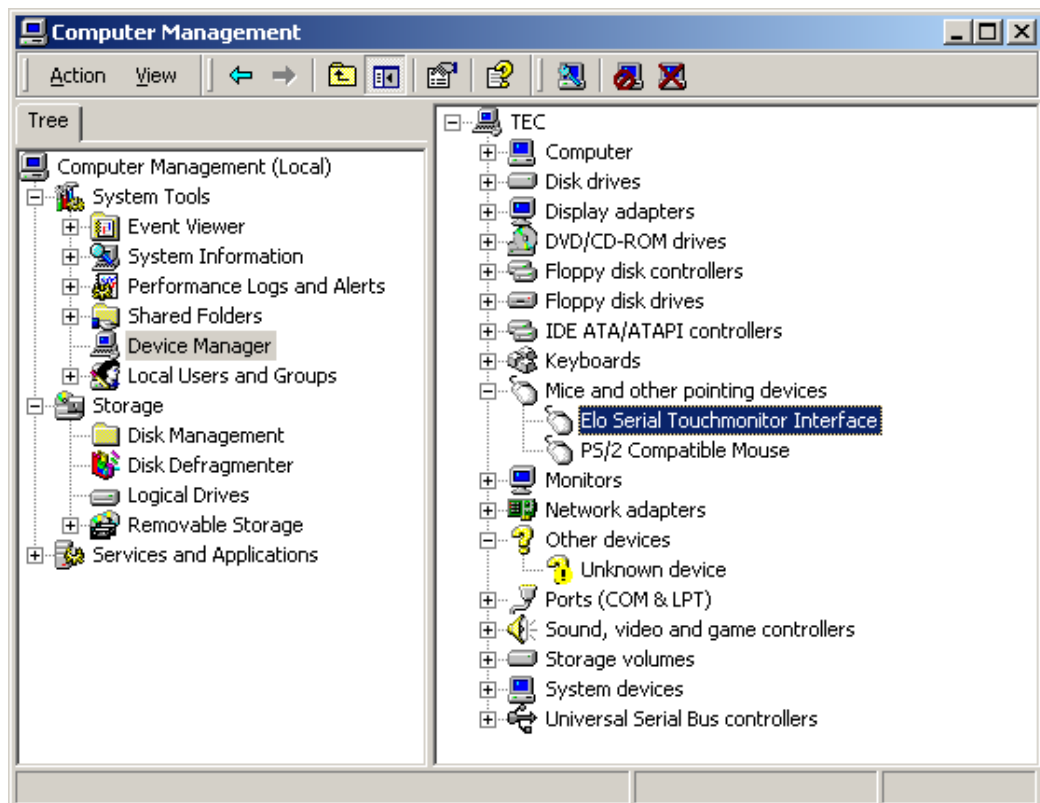 Computer Management
Action View
Tree
Computer Management (Local)
System Tools
Event Viewer
System Information
Performance Logs and Alerts
Shared Folders
Device Manager
Local Users and Groups
Storage
Disk Management
Disk Defragmenter
Logical Drives
Removable Storage
Services and Applications
TEC
Computer
Disk drives
Display adapters
DVD/CD-ROM drives
Floppy disk controllers
Floppy disk drives
IDE ATA/ATAPI controllers
Keyboards
Mice and other pointing devices
Elo Serial Touchmonitor Interface
PS/2 Compatible Mouse
Monitors
Network adapters
Other devices
Unknown device
Ports (COM & LPT)
Sound, video and game controllers
Storage volumes
System devices
Universal Serial Bus controllers